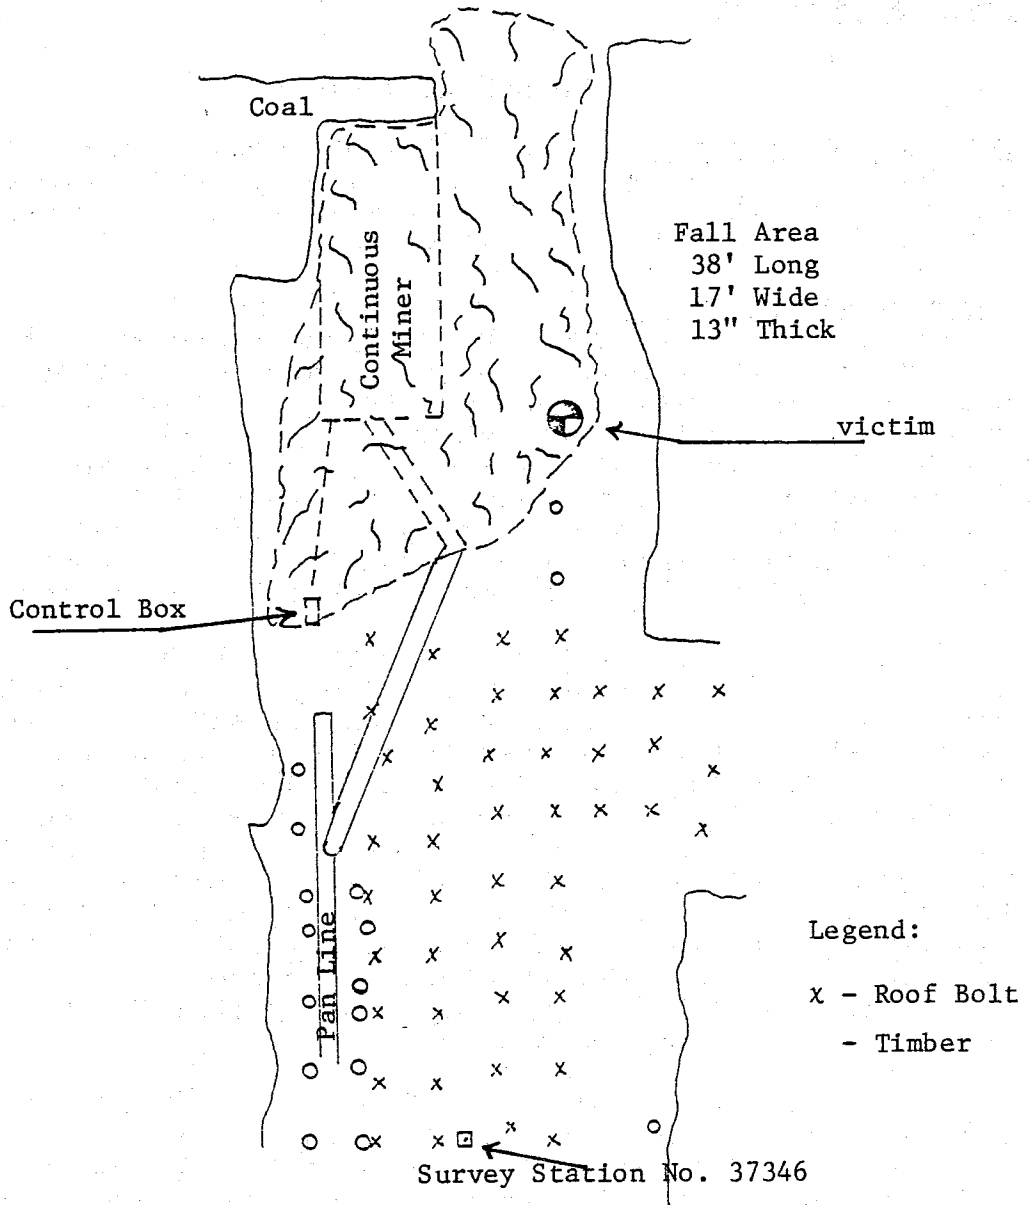 Coal
Fall Area
38' Long
17' Wide
13" Thick
Continuous
Miner
victim
Control Box
Pan Line
Legend:
x - Roof Bolt
- Timber
Survey Station No. 37346